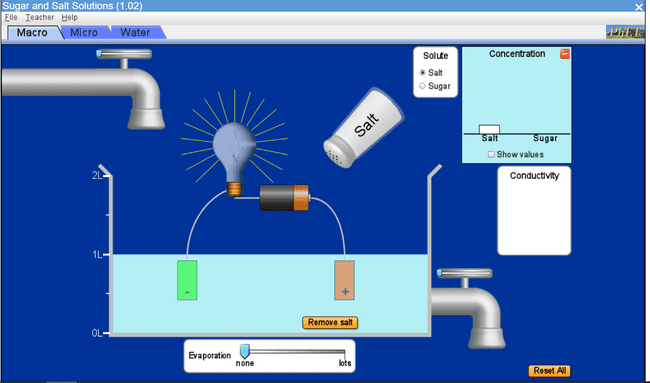 Sugar and Salt Solutions (1.02)
File Teacher Help
Macro Micro Water
Solute
Salt
Sugar
Concentration
Salt Sugar
Show values
Conductivity
Salt
2L
1L
0L
-
+
Remove salt
Evaporation
none lots
Reset All